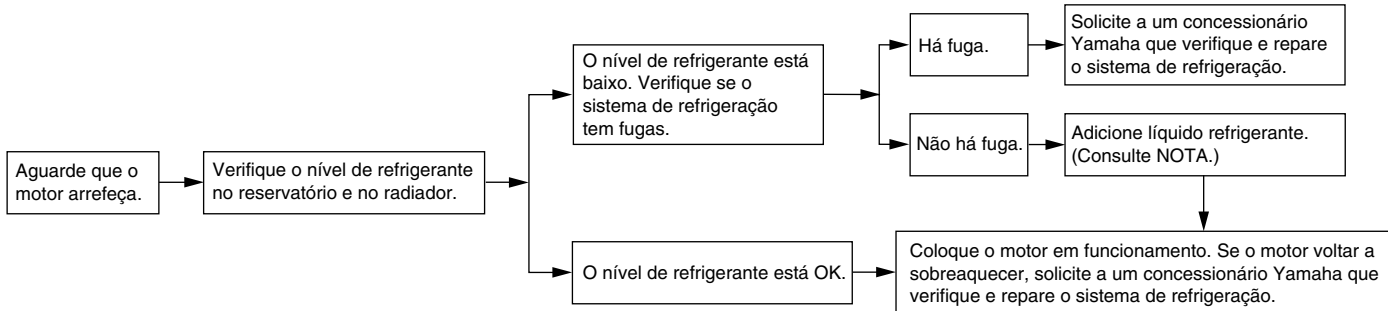 Aguarde que o
motor arrefeça.
Verifique o nível de refrigerante
no reservatório e no radiador.
O nível de refrigerante está
baixo. Verifique se o
sistema de refrigeração
tem fugas.
Há fuga.
Solicite a um concessionário
Yamaha que verifique e repare
o sistema de refrigeração.
Não há fuga.
Adicione líquido refrigerante.
(Consulte NOTA.)
O nível de refrigerante está OK.
Coloque o motor em funcionamento. Se o motor voltar a
sobreaquecer, solicite a um concessionário Yamaha que
verifique e repare o sistema de refrigeração.